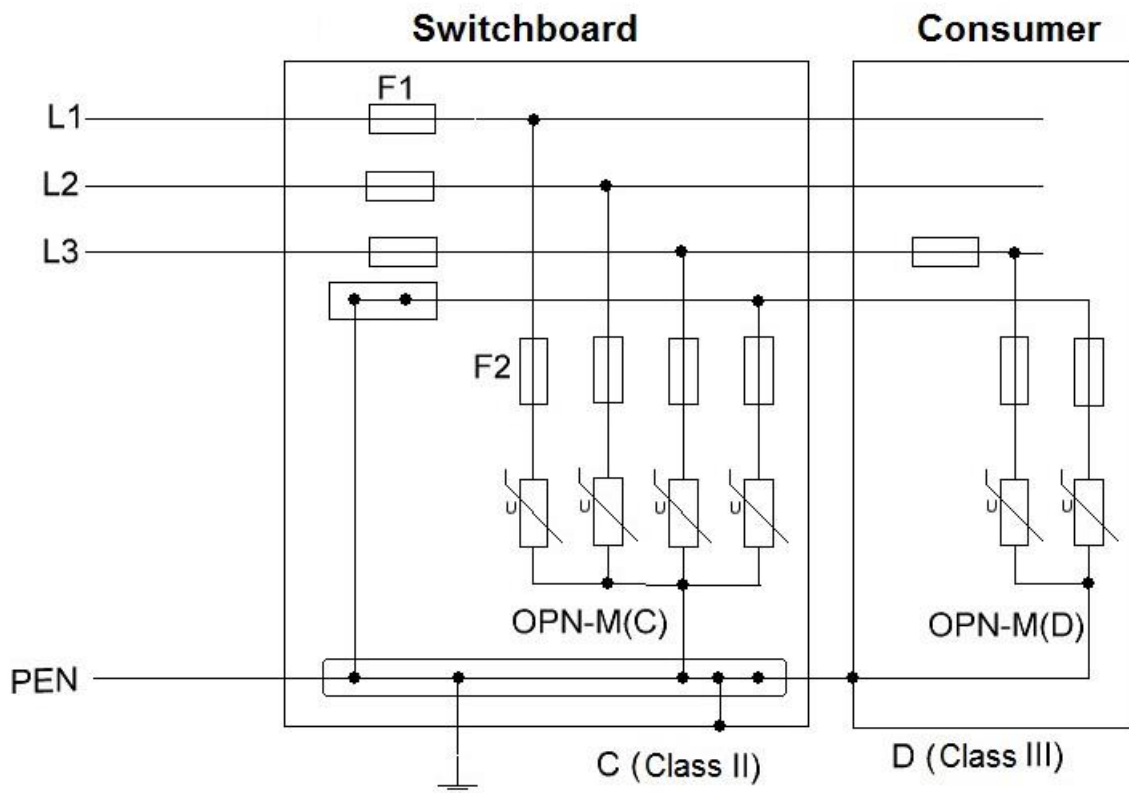 Switchboard
Consumer
F1
L1
L2
L3
F2
I
U
I
U
I
U
I
U
I
U
I
U
OPN-M(C)
OPN-M(D)
PEN
C (Class II)
D (Class III)